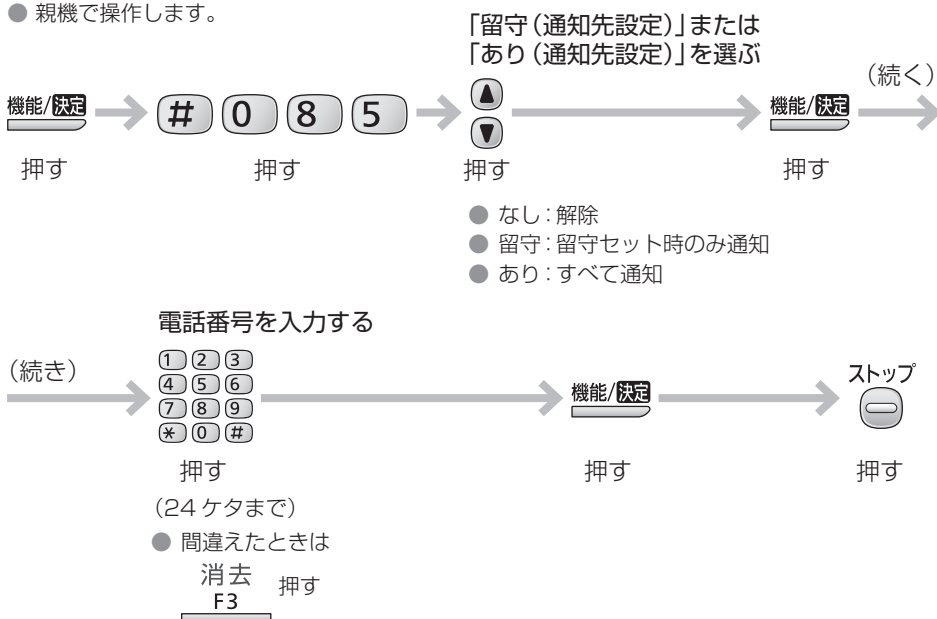 ● 親機で操作します。
「留守（通知先設定）」または
「あり（通知先設定）」を選ぶ
（続く）
機能/決定
# 0 8 5
▲
▼
機能/決定
押す
押す
押す
押す
● なし：解除
● 留守：留守セット時のみ通知
● あり：すべて通知
電話番号を入力する
（続き）
1 2 3
4 5 6
7 8 9
* 0 #
機能/決定
ストップ
押す
押す
押す
（24ケタまで）
● 間違えたときは
消去
F3
押す